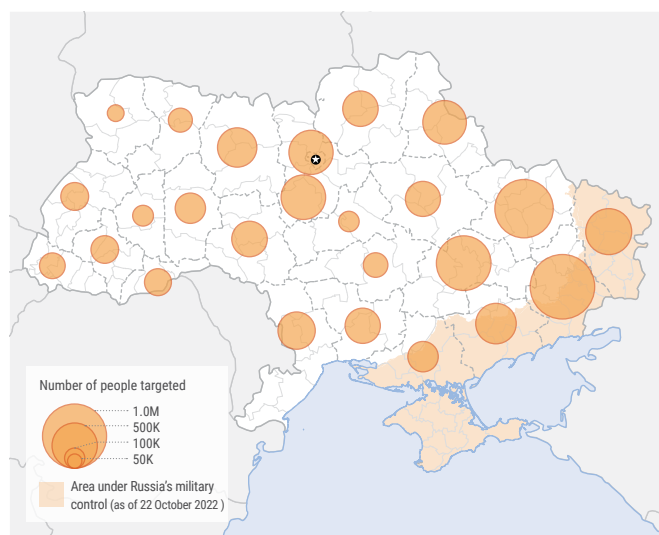 Number of people targeted
1.0M
500K
100K
50K
Area under Russia's military
control (as of 22 October 2022 )